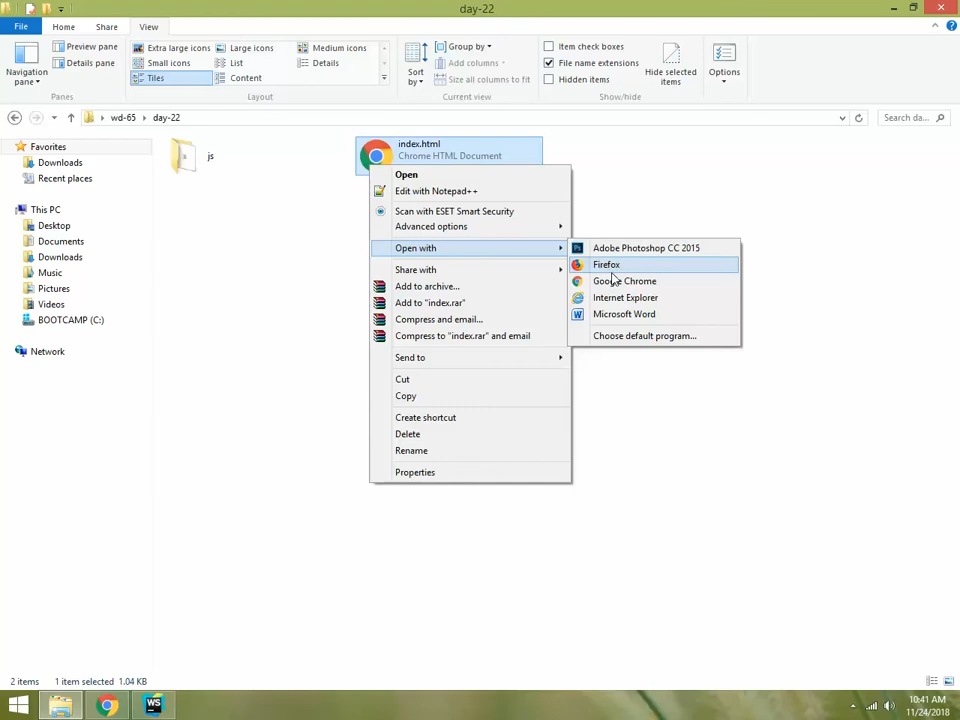 day-22
File Home Share View
Preview pane
Details pane
Navigation pane
Panes
Extra large icons Large icons Medium icons
Small icons List Details
Tiles Content
Layout
Sort by
Group by
Add columns
Size all columns to fit
Current view
Item check boxes
File name extensions
Hidden items
Hide selected items
Show/hide
Options
wd-65 day-22
Search da...
Favorites
Downloads
Recent places
This PC
Desktop
Documents
Downloads
Music
Pictures
Videos
BOOTCAMP (C:)
Network
js
index.html
Chrome HTML Document
Open
Edit with Notepad++
Scan with ESET Smart Security
Advanced options
Open with
Share with
Add to archive...
Add to "index.rar"
Compress and email...
Compress to "index.rar" and email
Send to
Cut
Copy
Create shortcut
Delete
Rename
Properties
Adobe Photoshop CC 2015
Firefox
Google Chrome
Internet Explorer
Microsoft Word
Choose default program...
2 items 1 item selected 1.04 KB
WS
10:41 AM
11/24/2018